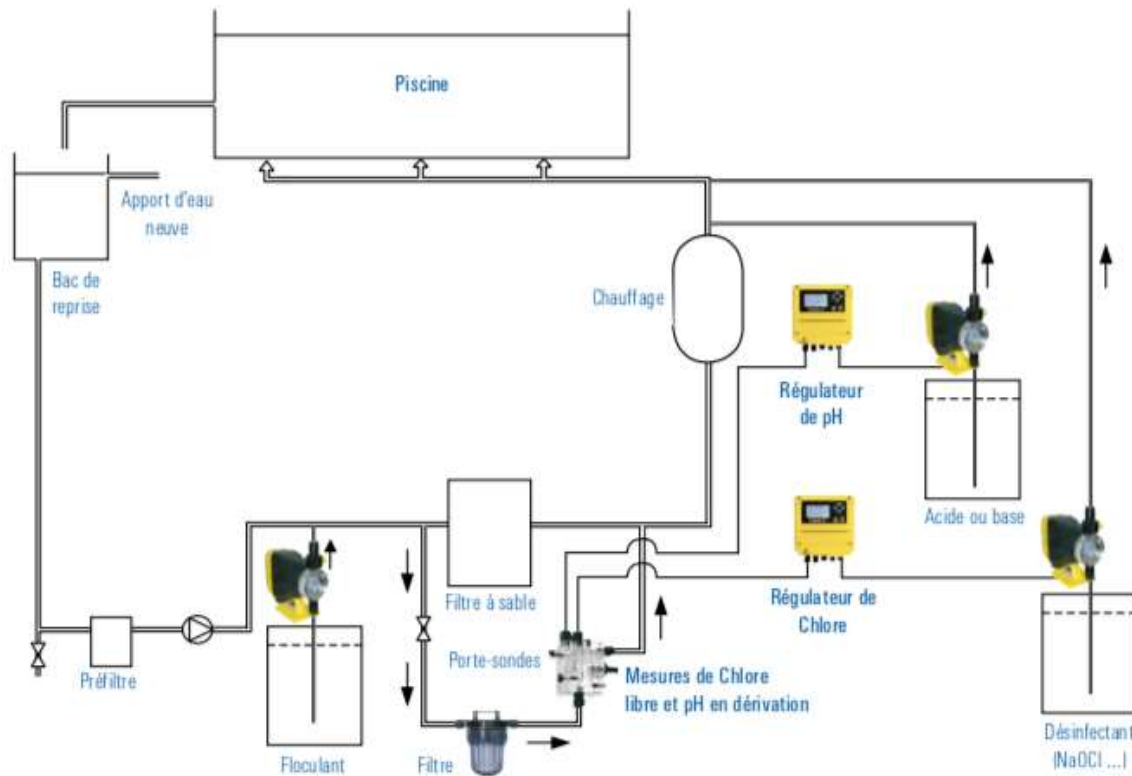 Piscine
Apport d'eau
neuve
Bac de
reprise
Chauffage
Régulateur
de pH
Acide ou base
Filtre à sable
Régulateur de
Chlore
Porte-sondes
Préfiltre
Mesures de Chlore
libre et pH en dérivation
Floculant
Filtre
Désinfectant
(NaOCl ...)